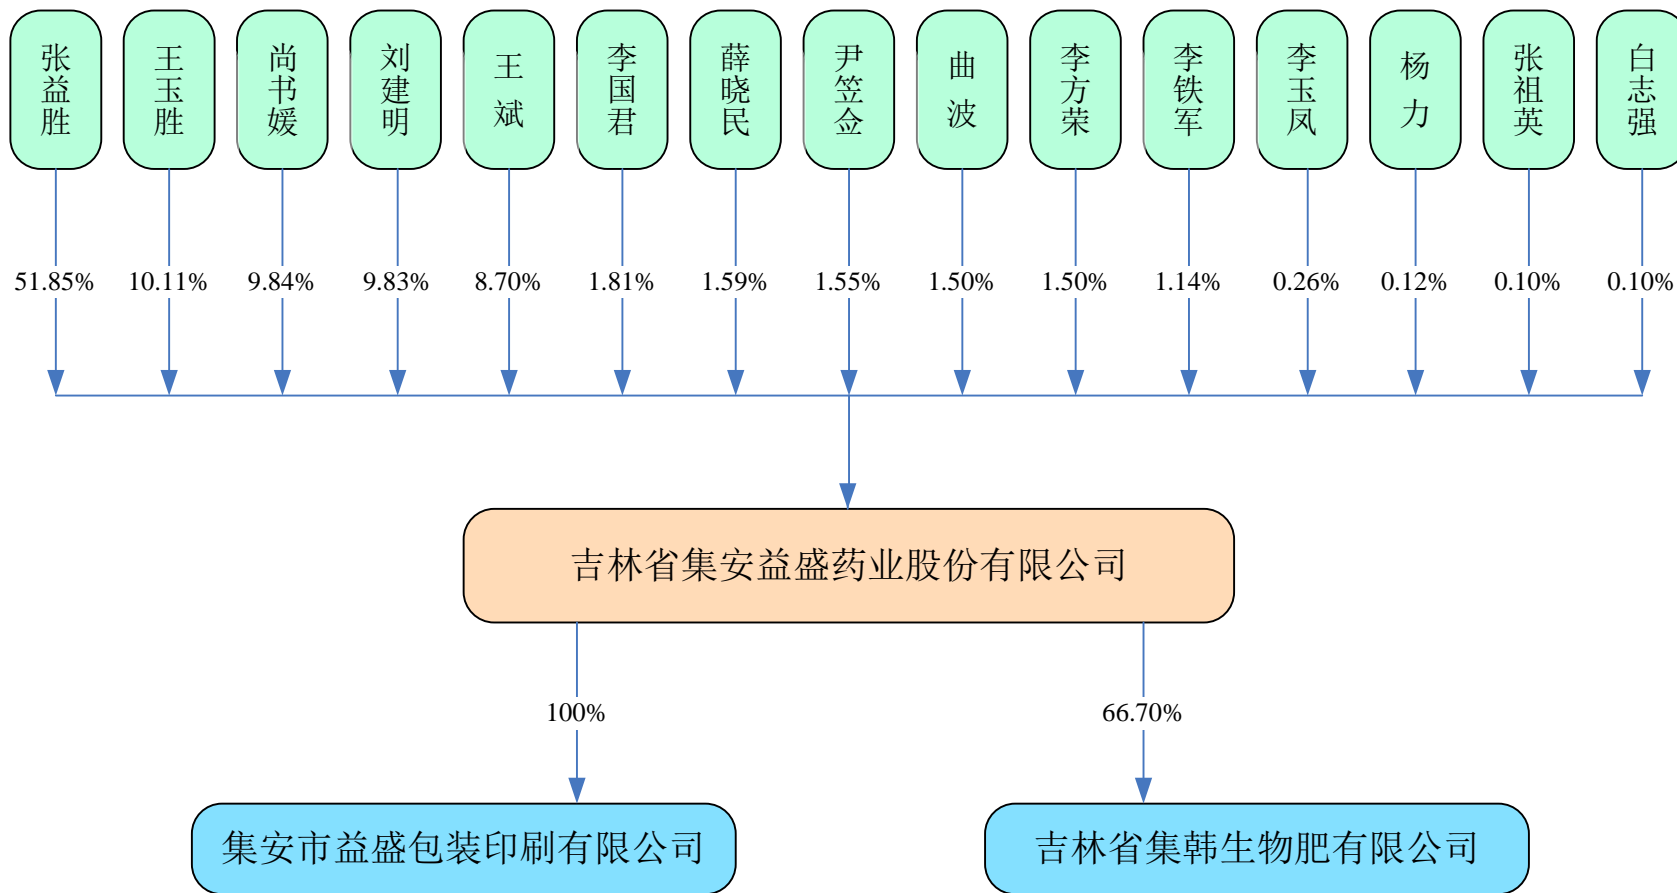 张益胜
王玉胜
尚书媛
刘建明
王斌
李国君
薛晓民
尹笠佥
曲波
李方荣
李铁军
李玉凤
杨力
张祖英
白志强
51.85%
10.11%
9.84%
9.83%
8.70%
1.81%
1.59%
1.55%
1.50%
1.50%
1.14%
0.26%
0.12%
0.10%
0.10%
吉林省集安益盛药业股份有限公司
100%
66.70%
集安市益盛包装印刷有限公司
吉林省集韩生物肥有限公司